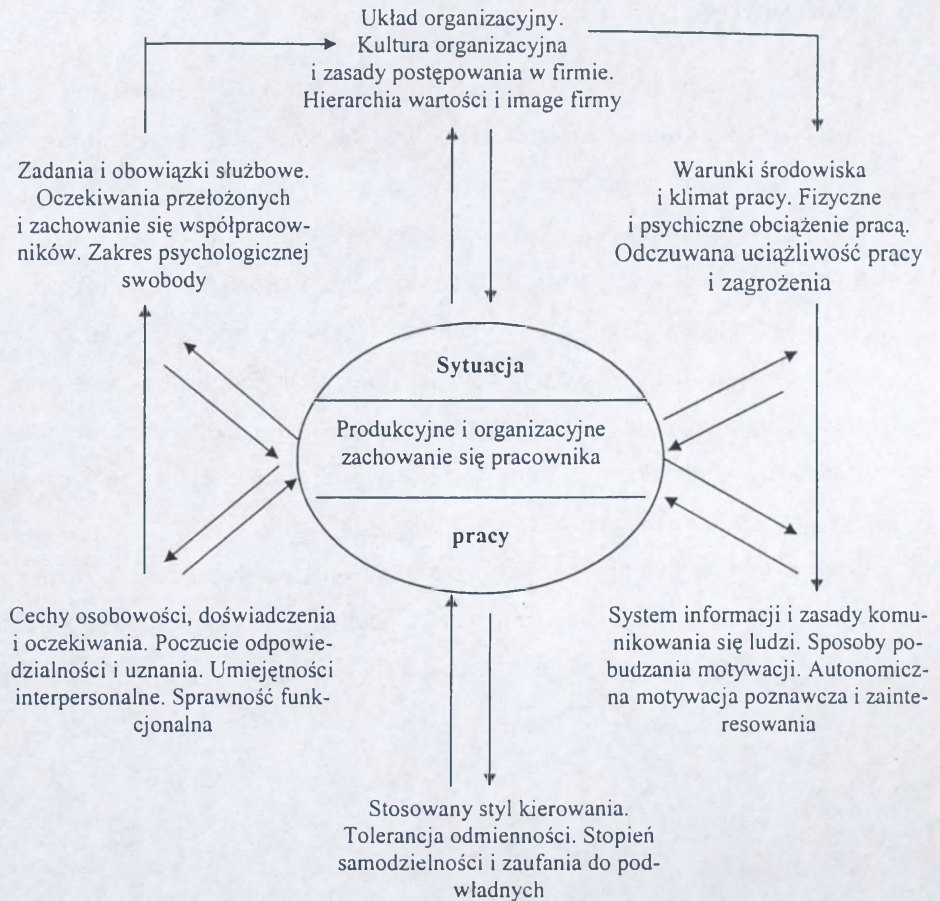 Układ organizacyjny.
Kultura organizacyjna
i zasady postępowania w firmie.
Hierarchia wartości i image firmy
Zadania i obowiązki służbowe.
Oczekiwania przełożonych
i zachowanie się współpracow-
ników. Zakres psychologicznej
swobody
Warunki środowiska
i klimat pracy. Fizyczne
i psychiczne obciążenie pracą.
Odczuwana uciążliwość pracy
i zagrożenia
Sytuacja
Produkcyjne i organizacyjne
zachowanie się pracownika
pracy
Cechy osobowości, doświadczenia
i oczekiwania. Poczucie odpowie-
dzialności i uznania. Umiejętności
interpersonalne. Sprawność funk-
cjonalna
System informacji i zasady komu-
nikowania się ludzi. Sposoby po-
budzania motywacji. Autonomicz-
na motywacja poznawcza i zainte-
resowania
Stosowany styl kierowania.
Tolerancja odmienności. Stopień
samodzielności i zaufania do pod-
władnych